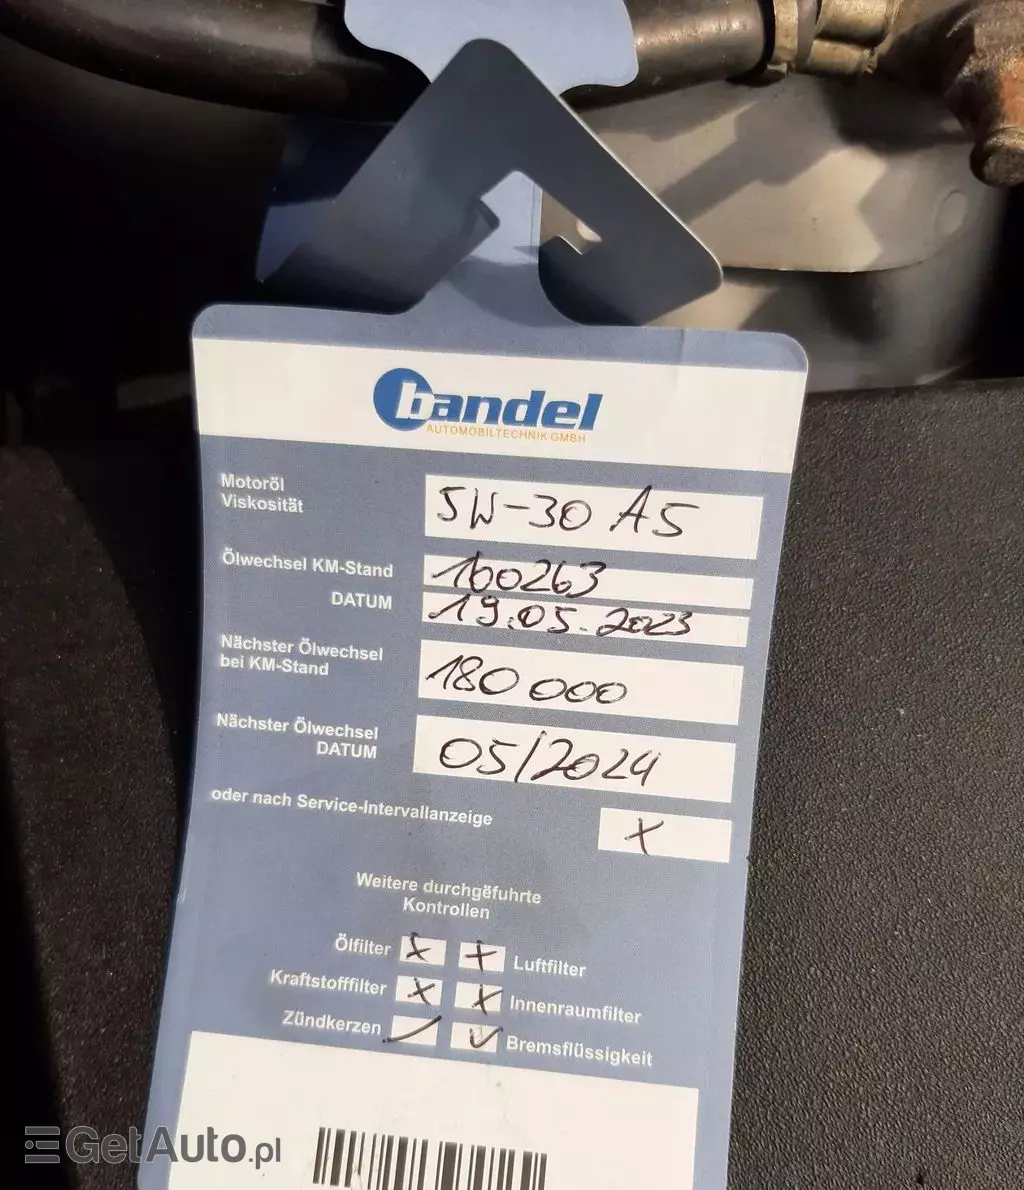 bandel
AUTOMOBILTECHNIK GMBH
Motoröl
Viskosität
5W-30 A5
Ölwechsel KM-Stand
160263
DATUM
19.05.2023
Nächster Ölwechsel
bei KM-Stand
180 000
Nächster Ölwechsel
DATUM
05/2024
oder nach Service-Intervallanzeige
x
Weitere durchgeführte
Kontrollen
Ölfilter x x Luftfilter
Kraftstofffilter x x Innenraumfilter
Zündkerzen / ✓ Bremsflüssigkeit
GetAuto.pl